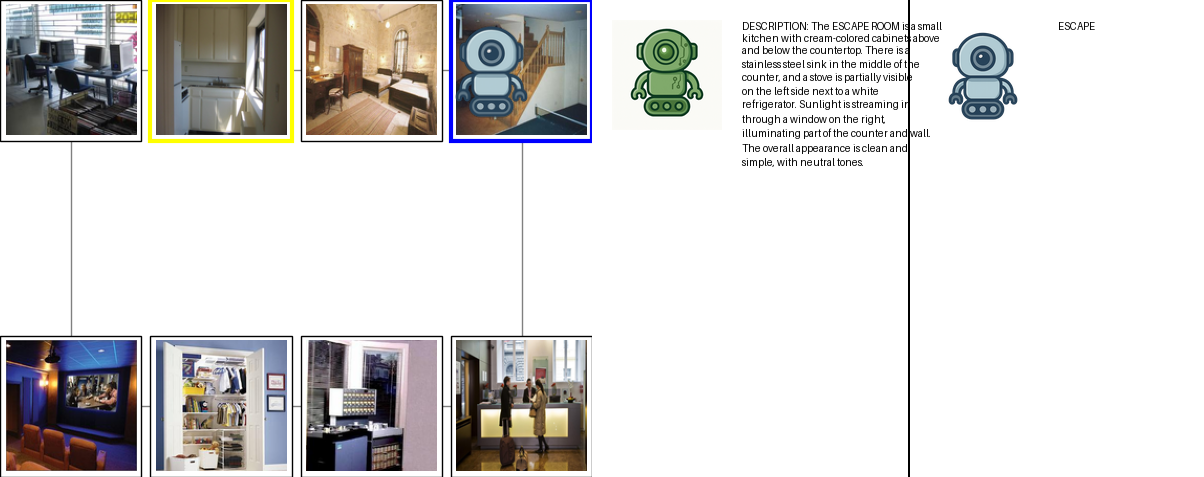 DESCRIPTION: The ESCAPE ROOM is a small
kitchen with cream-colored cabinets above
and below the countertop. There is a
stainless steel sink in the middle of the
counter, and a stove is partially visible
on the left side next to a white
refrigerator. Sunlight is streaming in
through a window on the right,
illuminating part of the counter and wall.
The overall appearance is clean and
simple, with neutral tones.
ESCAPE